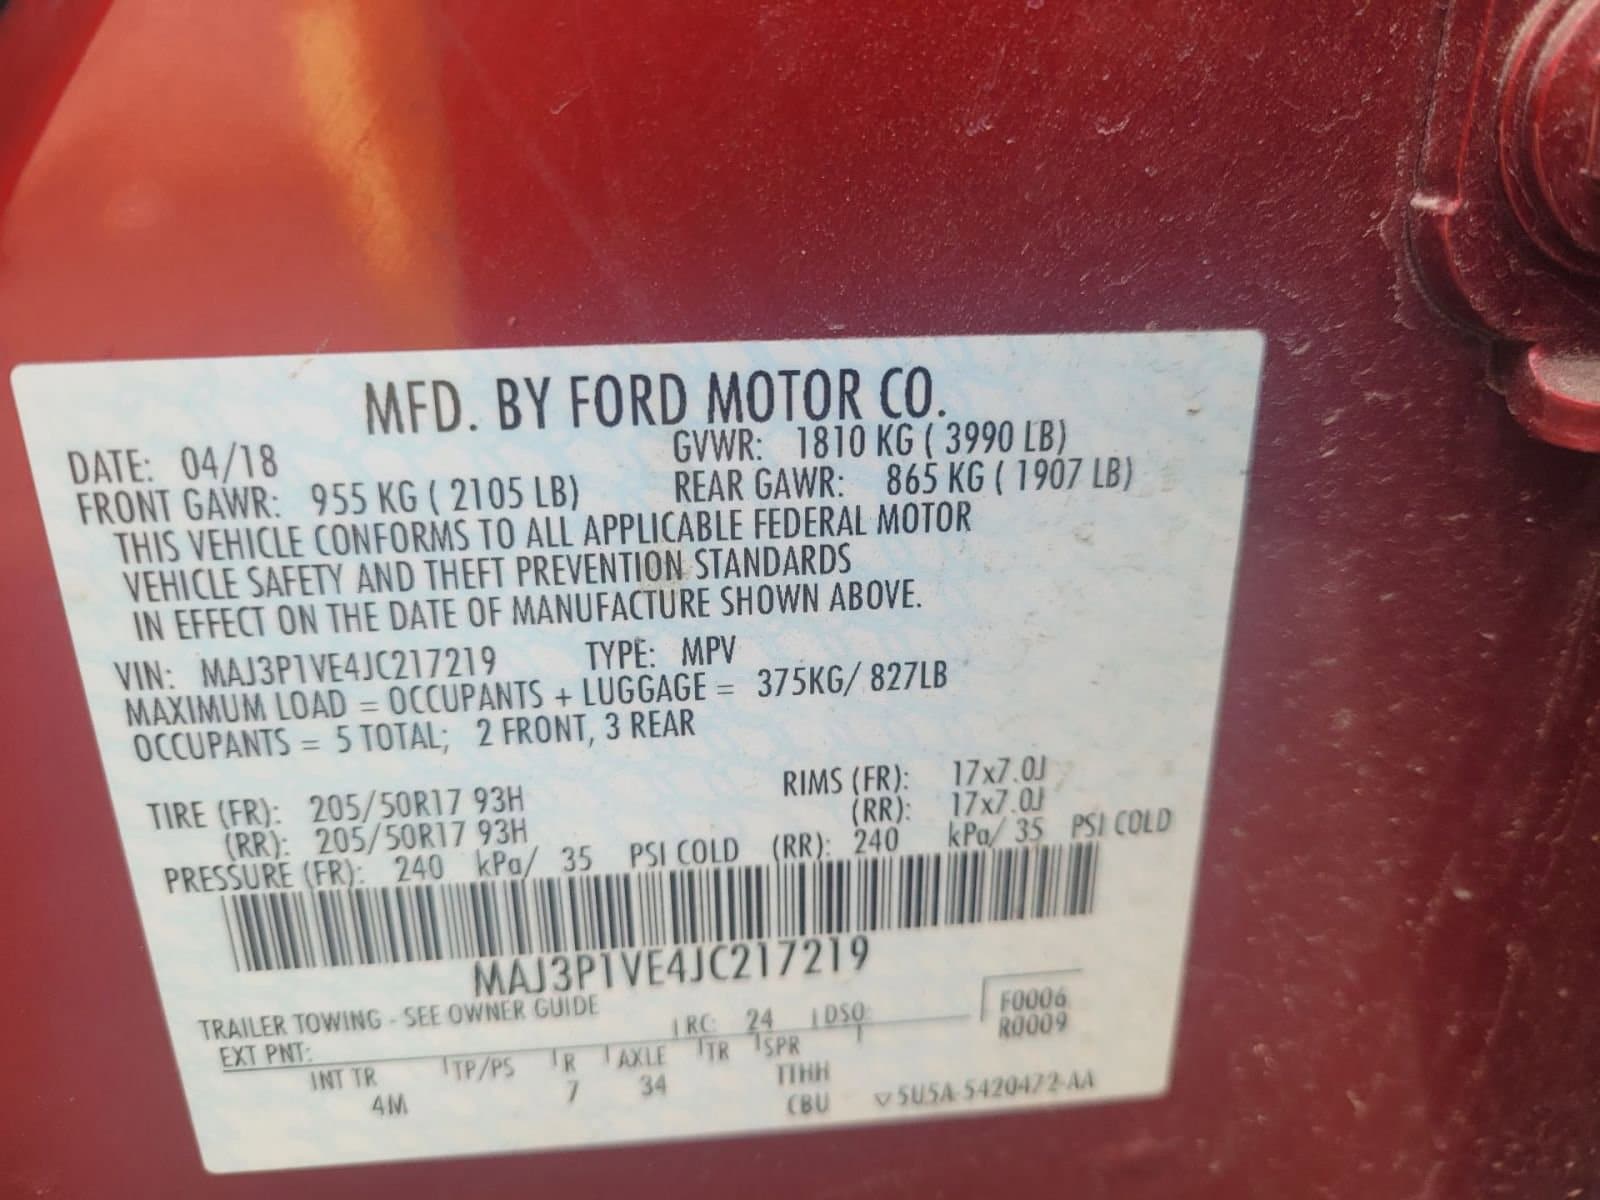 MFD. BY FORD MOTOR CO.
DATE: 04/18 GVWR: 1810 KG ( 3990 LB)
FRONT GAWR: 955 KG ( 2105 LB) REAR GAWR: 865 KG ( 1907 LB)
THIS VEHICLE CONFORMS TO ALL APPLICABLE FEDERAL MOTOR
VEHICLE SAFETY AND THEFT PREVENTION STANDARDS
IN EFFECT ON THE DATE OF MANUFACTURE SHOWN ABOVE.
VIN: MAJ3P1VE4JC217219 TYPE: MPV
MAXIMUM LOAD = OCCUPANTS + LUGGAGE = 375KG/ 827LB
OCCUPANTS = 5 TOTAL; 2 FRONT, 3 REAR
TIRE (FR): 205/50R17 93H RIMS (FR): 17x7.0J
(RR): 205/50R17 93H (RR): 17x7.0J
PRESSURE (FR): 240 kPa/ 35 PSI COLD (RR): 240 kPa/ 35 PSI COLD
MAJ3P1VE4JC217219
TRAILER TOWING - SEE OWNER GUIDE
F0006
EXT PNT: RC: 24 DSO: R0009
INT TR TP/PS R AXLE TR SPR
4M 7 34 TTHH
CBU 5U5A-5420472-AA